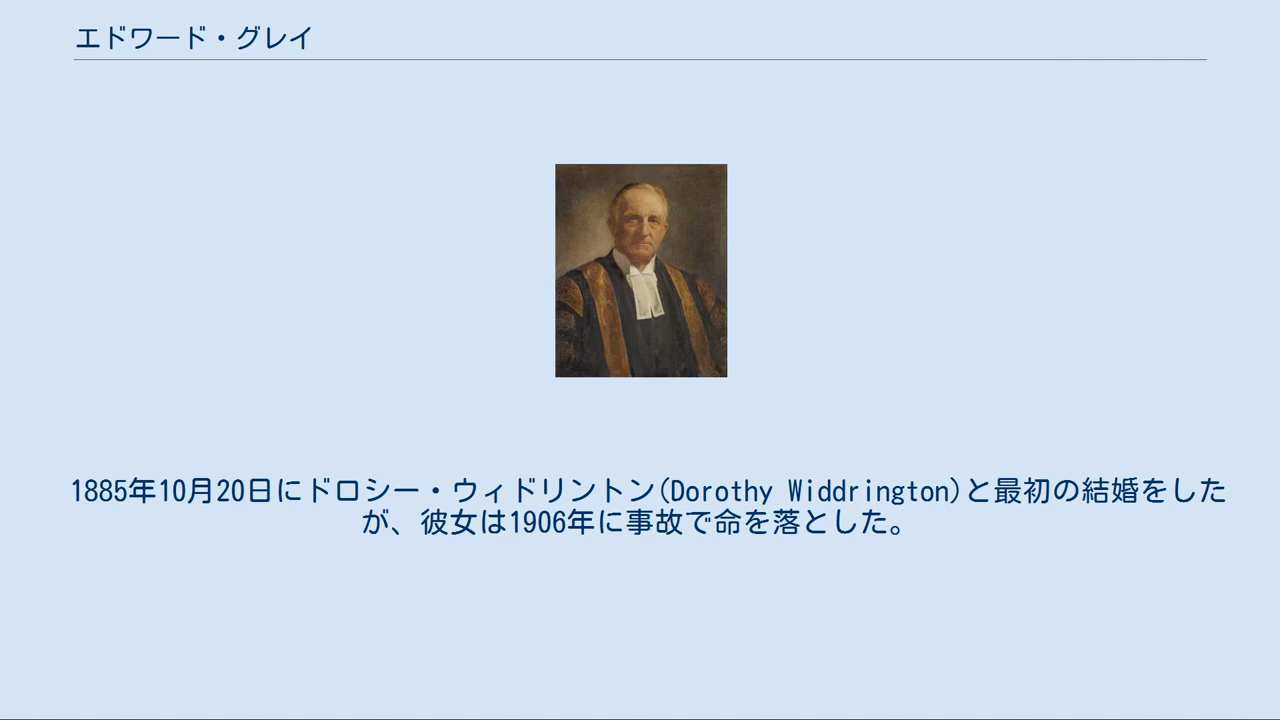 エドワード・グレイ
1885年10月20日にドロシー・ウィドリントン(Dorothy Widdrington)と最初の結婚をした
が、彼女は1906年に事故で命を落とした。